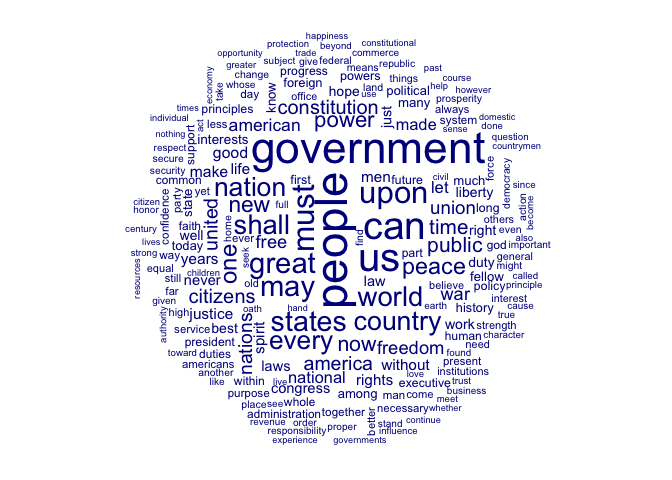 happiness
protection beyond constitutional
opportunity trade commerce
greater subject give federal
economy take whose change progress means republic past
day know foreign powers things course
office hope land use political help however
times principles constitution many prosperity
individual act less american power just made always system domestic
nothing support interests sense done
respect good government question
secure make life countrymen
security common nation men future civil much force democracy since
citizen party state yet first upon let liberty action become
honor confidence new must people union long others
century faith united shall full can time right even also
lives well home ever free find public god important
strong way today one seek us part duty general
resources equal years great peace might
still never children old law fellow policy called principle
far citizens may world believe interest
given oath hand earth war history cause
authority high justice nations states country true
service best spirit work strength
president every now freedom human character
toward duties laws america without found need
americans present
another within national rights love institutions
like live congress executive trust
purpose among man come business
place see whole necessary whether meet
administration together better
revenue order stand continue
responsibility proper influence
experience governments